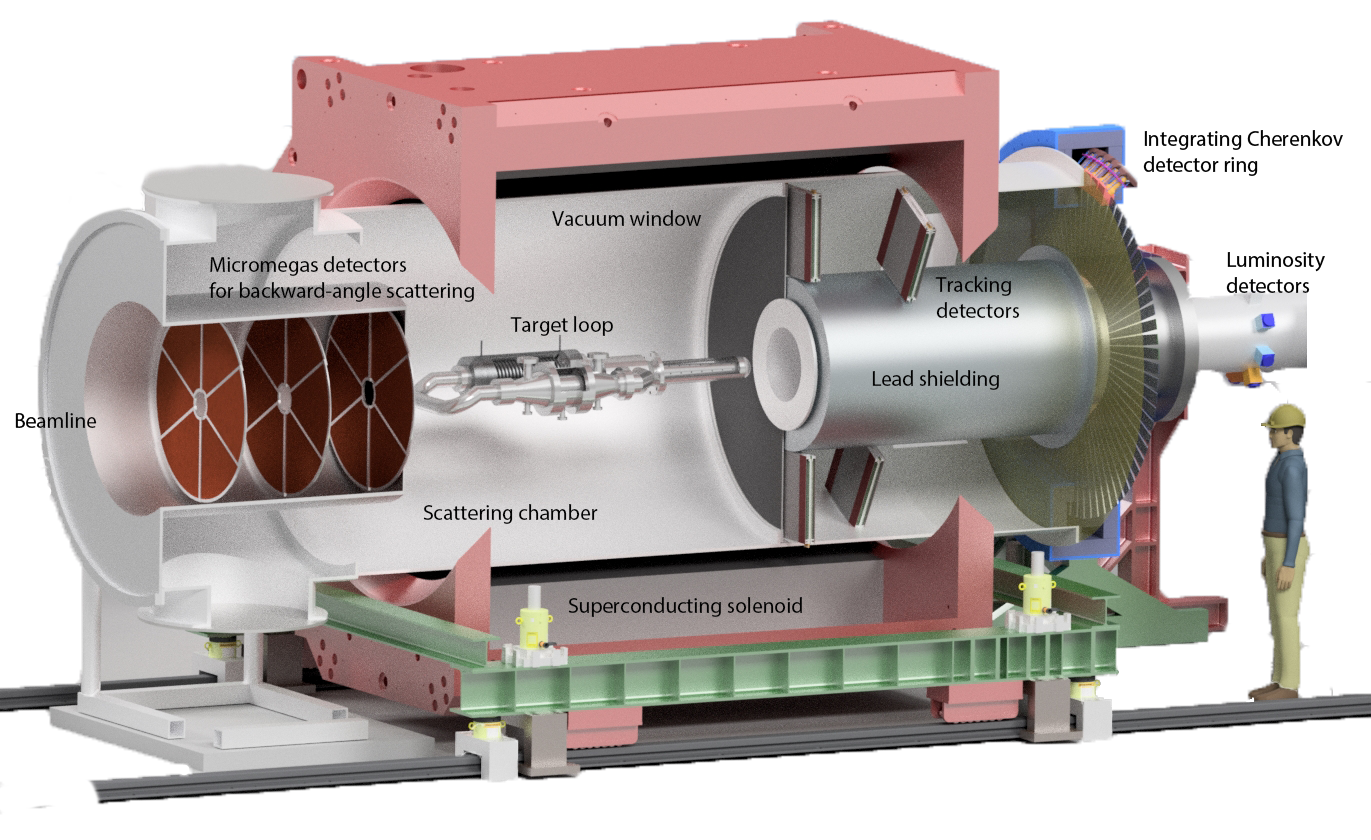 Integrating Cherenkov
detector ring
Vacuum window
Luminosity
detectors
Micromegas detectors
for backward-angle scattering
Tracking
detectors
Target loop
Lead shielding
Beamline
Scattering chamber
Superconducting solenoid